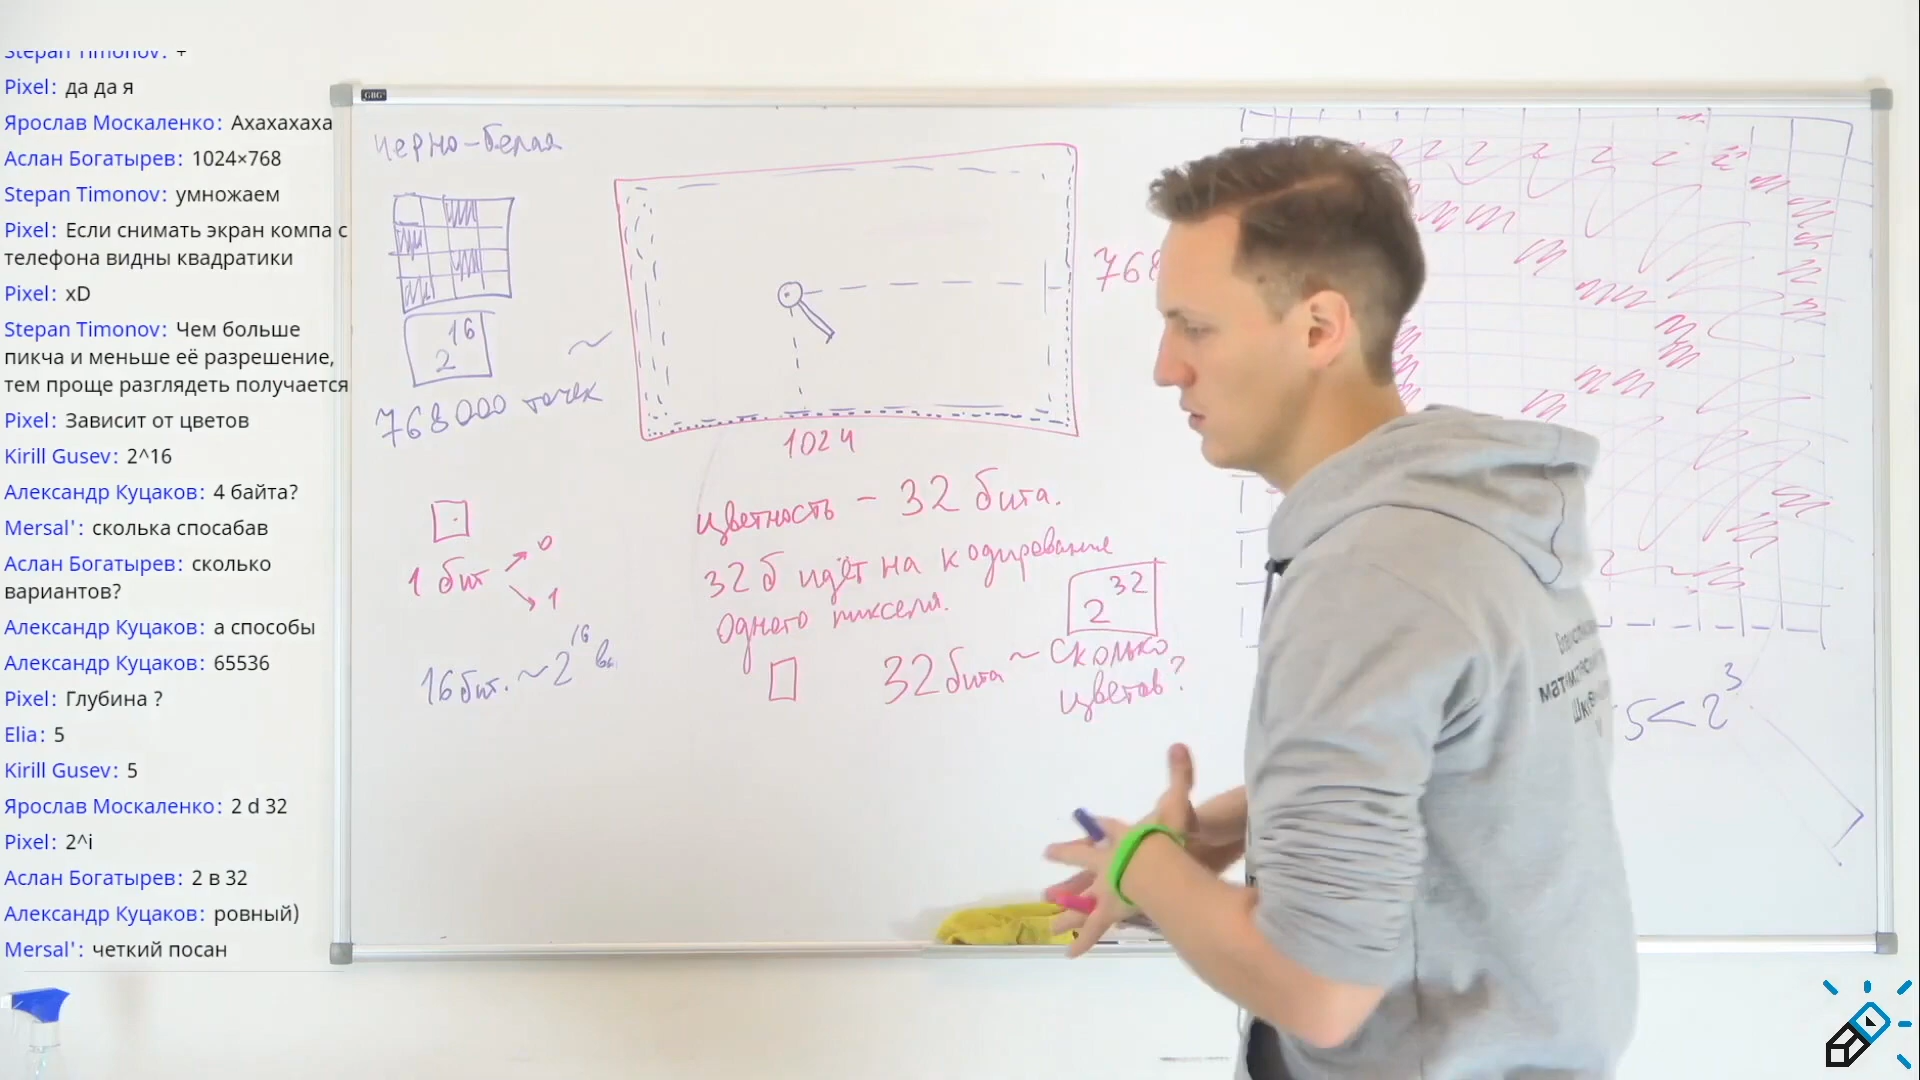 Stepan Timonov: +
Pixel: да да я
Ярослав Москаленко: Ахахахаха
Аслан Богатырев: 1024×768
Stepan Timonov: умножаем
Pixel: Если снимать экран компа с
телефона видны квадратики
Pixel: xD
Stepan Timonov: Чем больше
пикча и меньше её разрешение,
тем проще разглядеть получается
Pixel: Зависит от цветов
Kirill Gusev: 2^16
Александр Куцаков: 4 байта?
Mersal': сколька спосабав
Аслан Богатырев: сколько
вариантов?
Александр Куцаков: а способы
Александр Куцаков: 65536
Pixel: Глубина ?
Elia: 5
Kirill Gusev: 5
Ярослав Москаленко: 2 d 32
Pixel: 2^i
Аслан Богатырев: 2 в 32
Александр Куцаков: ровный)
Mersal': четкий посан
GBG
черно-белая
2^16
768000 точек
1 бит
0
1
16 бит. ~ 2^16 ва
768
1024
цветность - 32 бита.
32 б идёт на кодирование
одного пикселя.
2^32
32 бита ~ сколько
цветов?
5 < 2^3